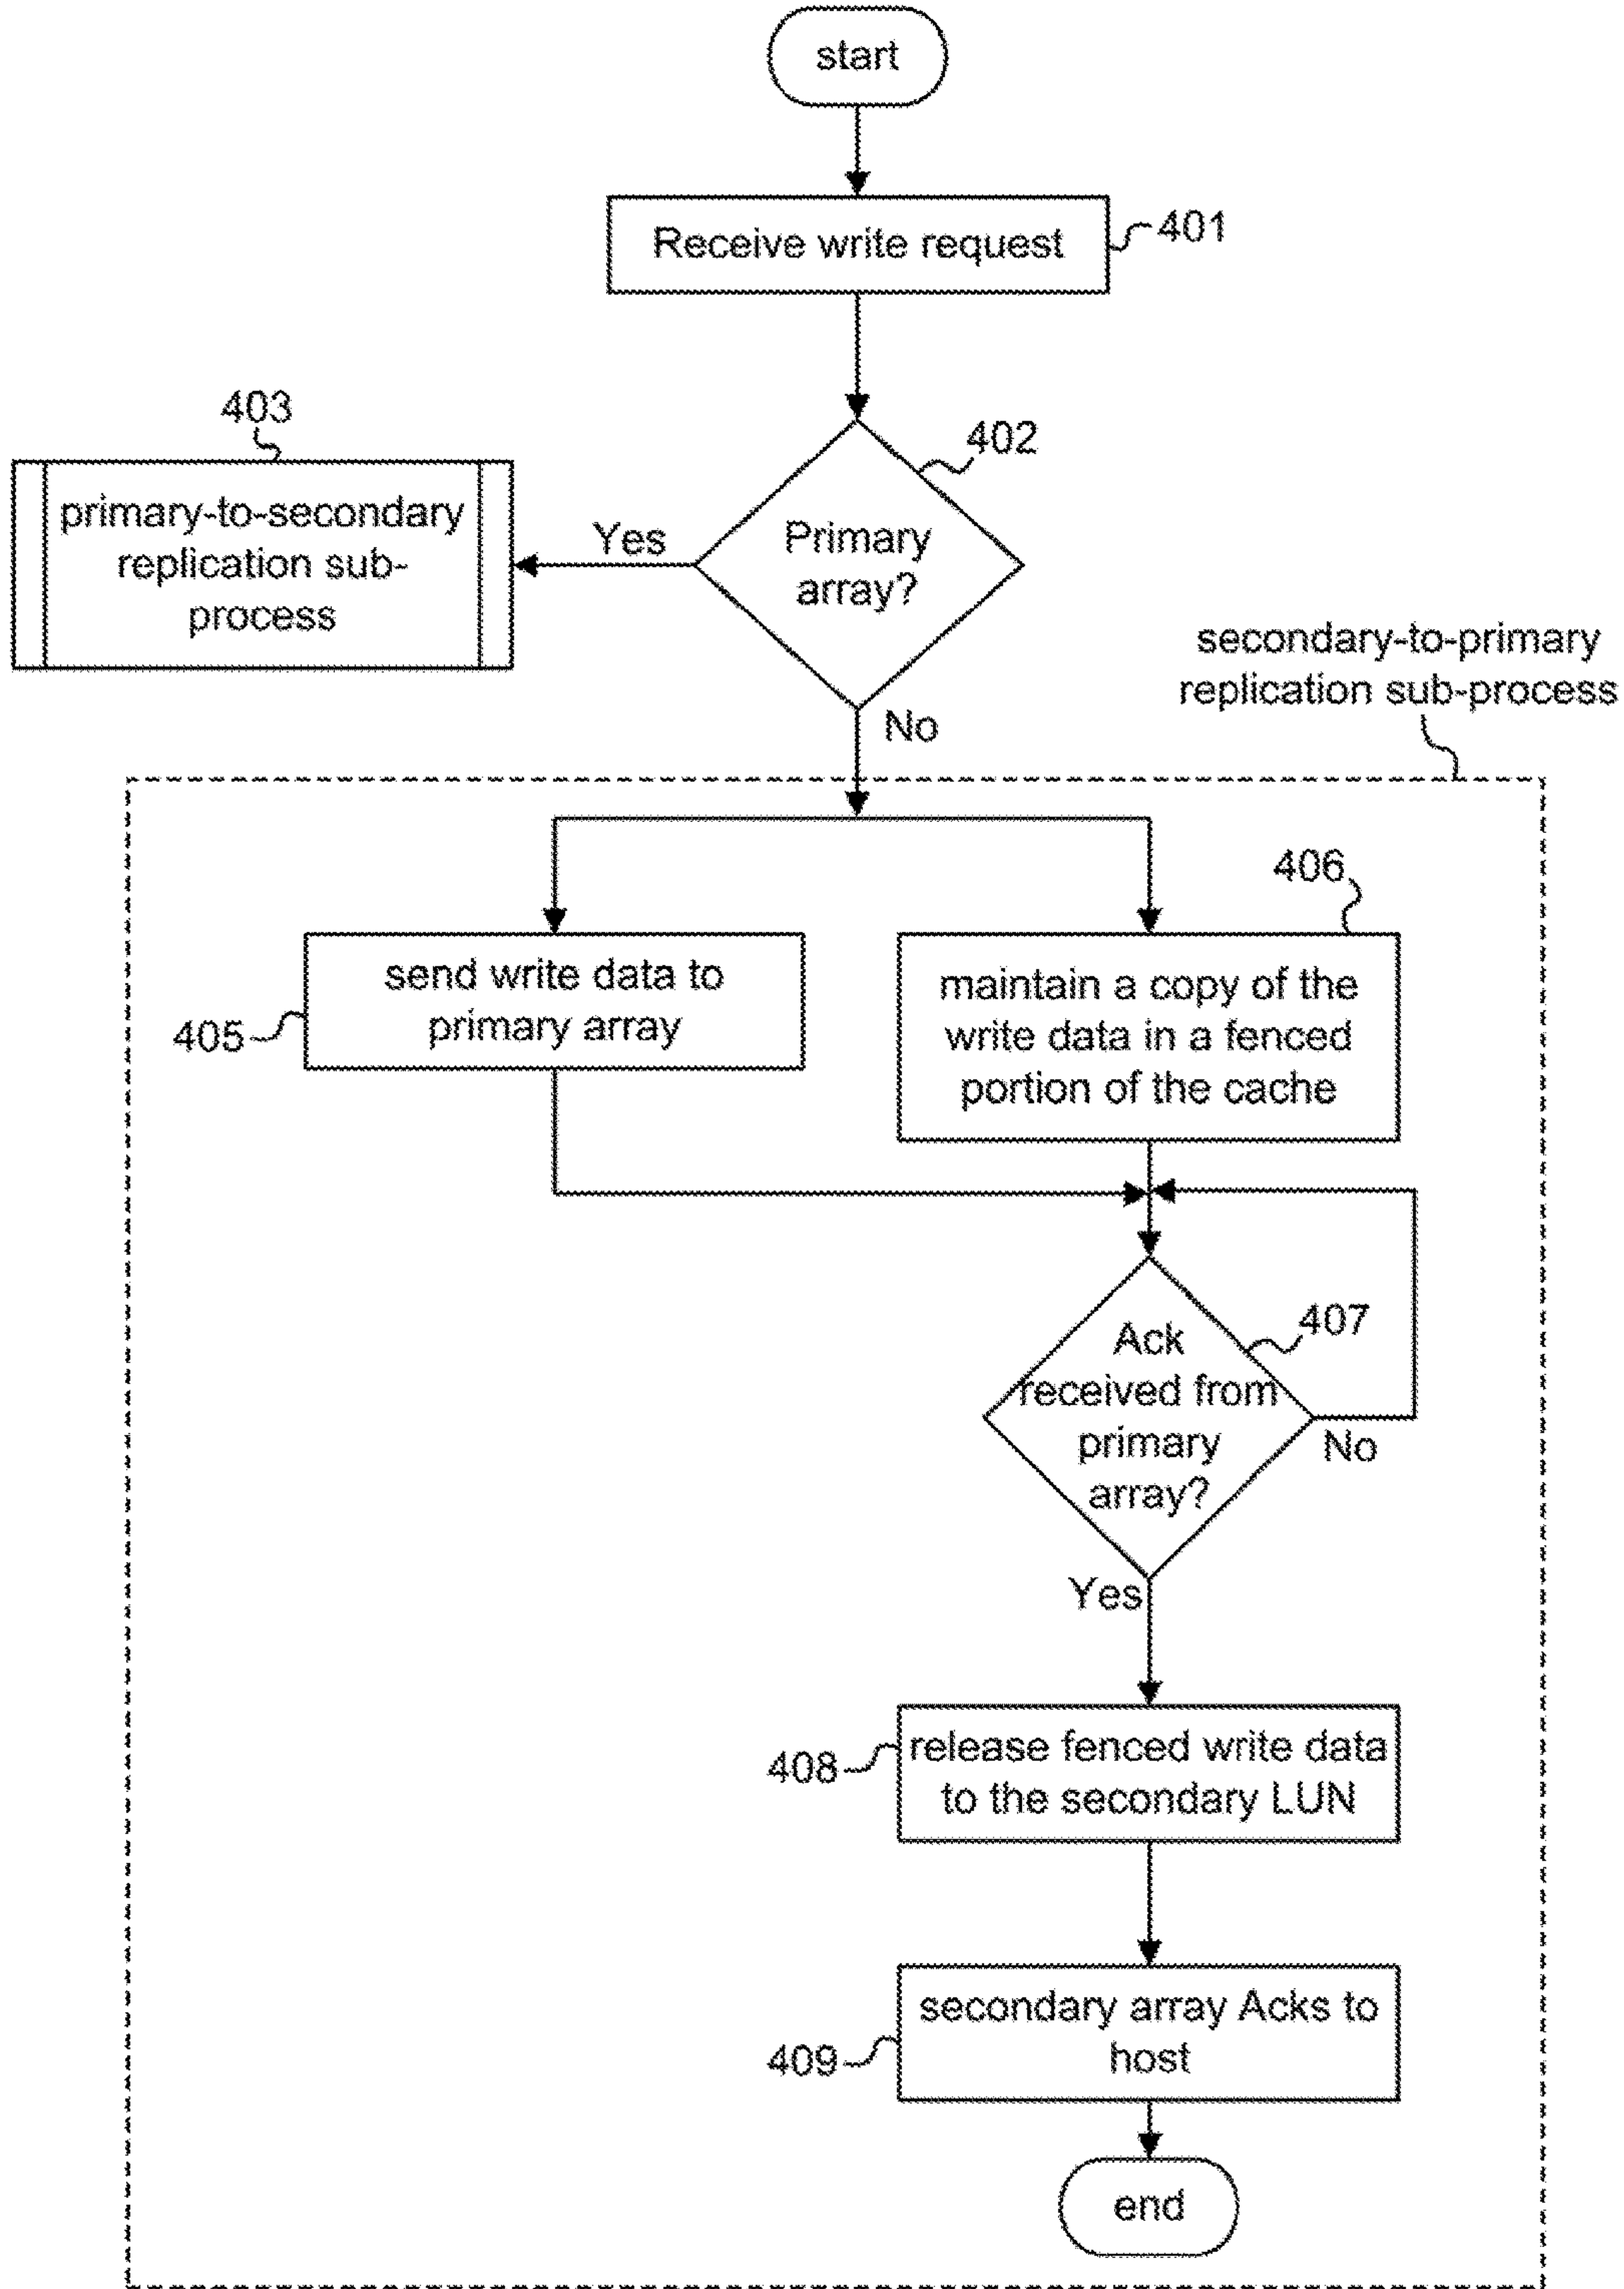 start
Receive write request
401
403
402
primary-to-secondary
replication sub-
process
Yes
Primary
array?
No
secondary-to-primary
replication sub-process
406
send write data to
primary array
405
maintain a copy of the
write data in a fenced
portion of the cache
407
Ack
received from
primary
array?
No
Yes
408
release fenced write data
to the secondary LUN
409
secondary array Acks to
host
end